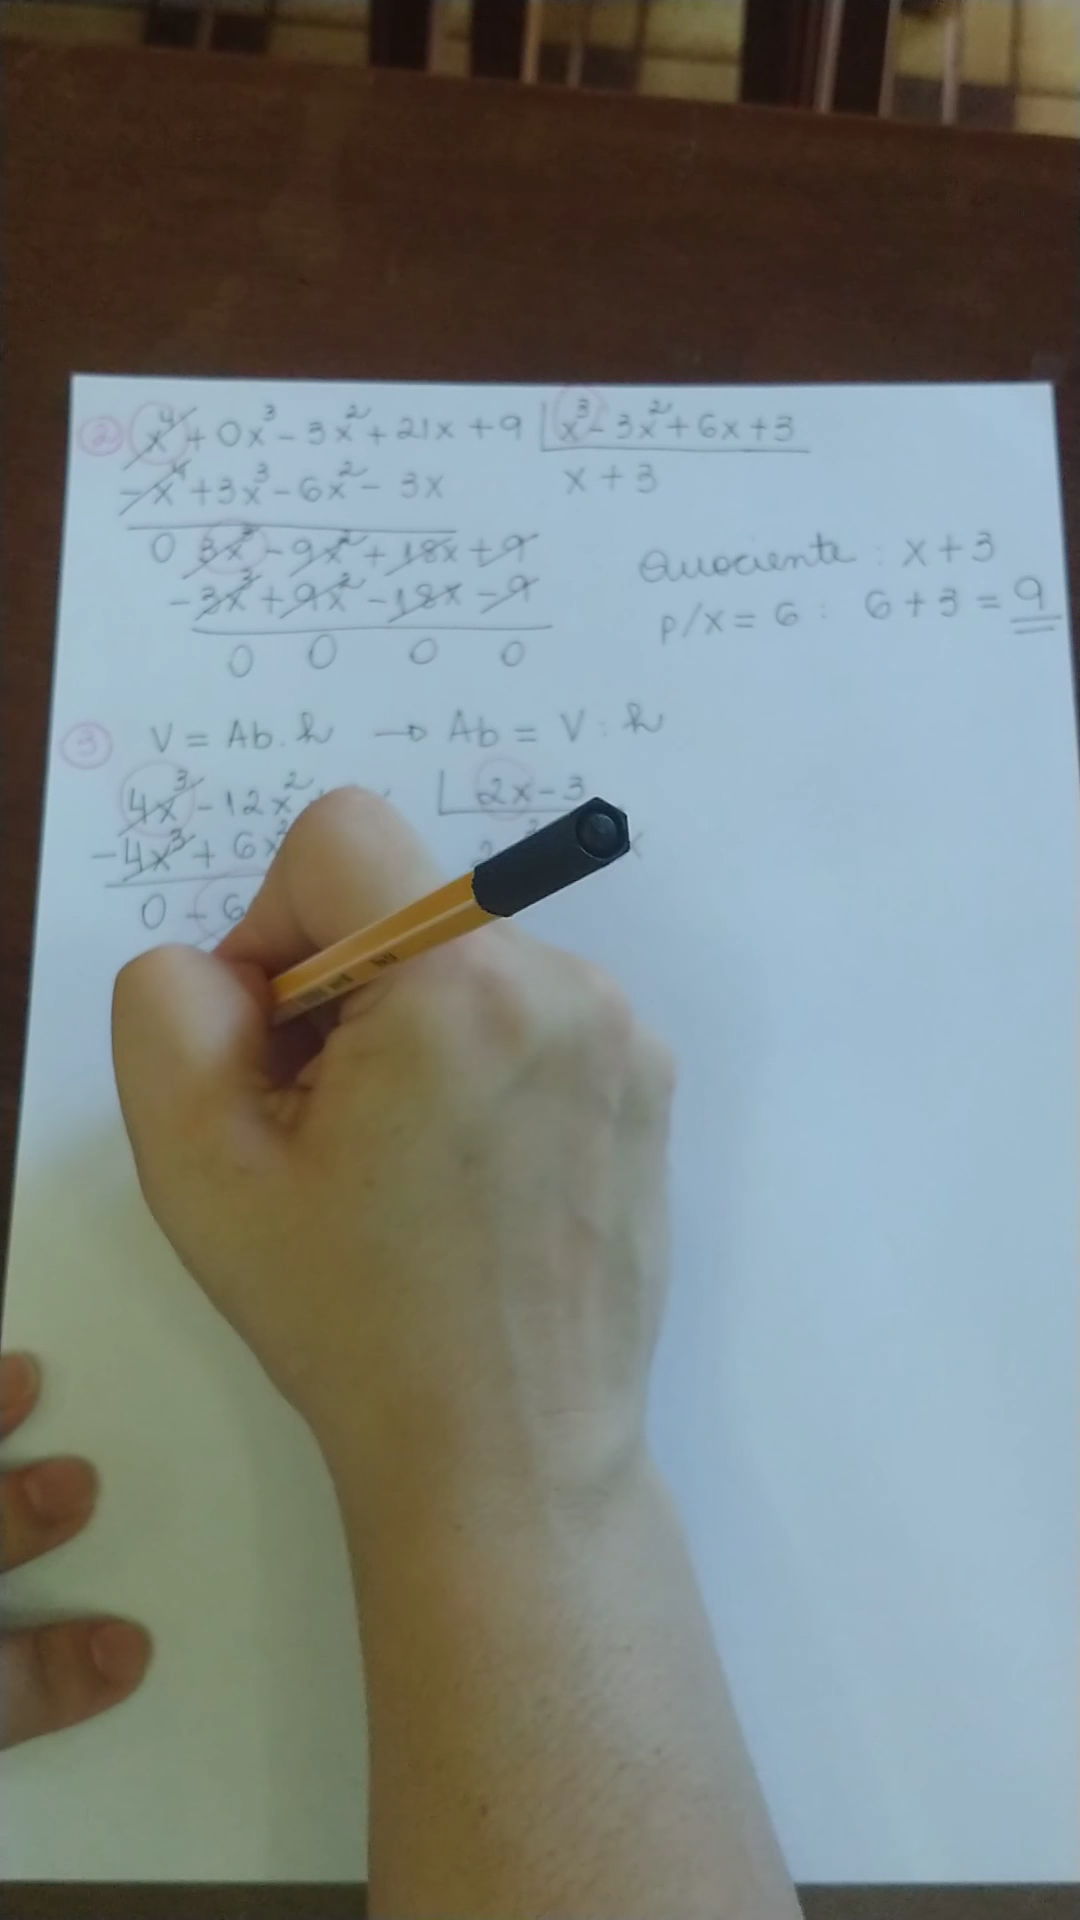 2 x⁴ + 0x³ - 3x² + 21x + 9 | x³ - 3x² + 6x + 3
-x⁴ + 3x³ - 6x² - 3x x + 3
0 3x³ - 9x² + 18x + 9
-3x³ + 9x² - 18x - 9
0 0 0 0
Quociente : x + 3
p/x = 6 : 6 + 3 = 9
3 V = Ab . h → Ab = V : h
4x³ - 12x² | 2x - 3
-4x³ + 6x²
0 - 6